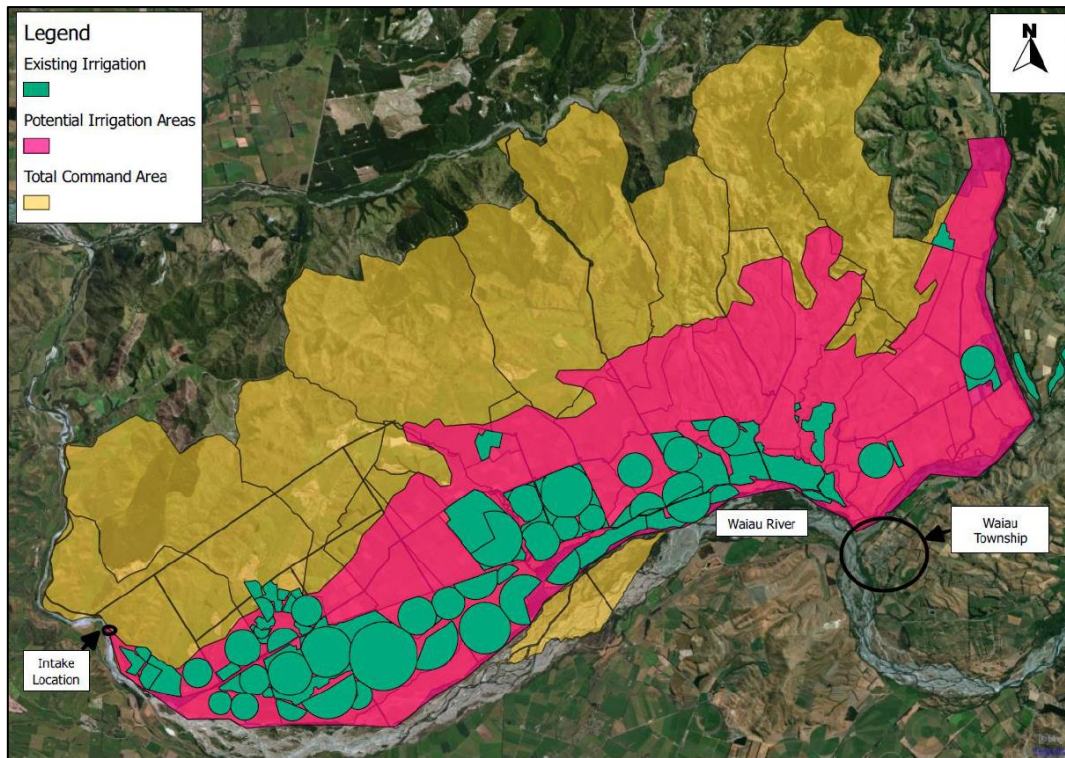 Legend
Existing Irrigation
Potential Irrigation Areas
Total Command Area
N
Waiau River
Waiau
Township
Intake
Location